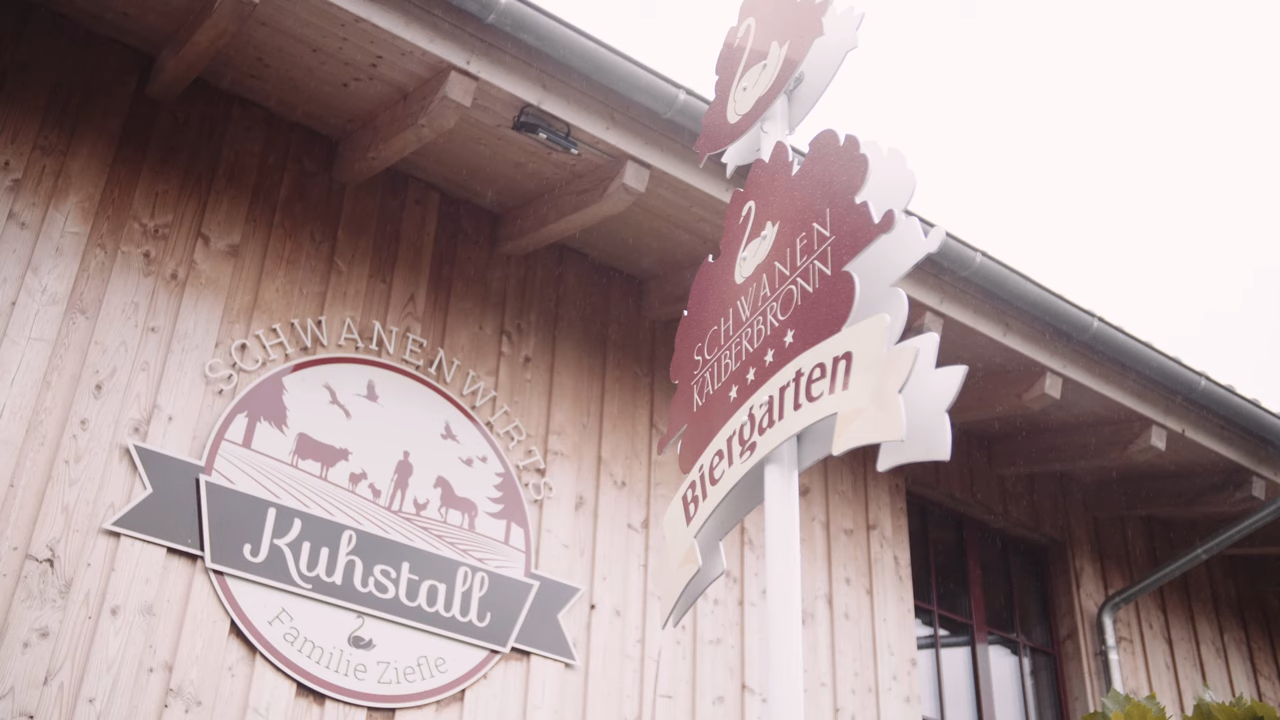 SCHWANENWIRTS
Kuhstall
Familie Ziefle
SCHWANEN
KÄLBERBRONN
Biergarten